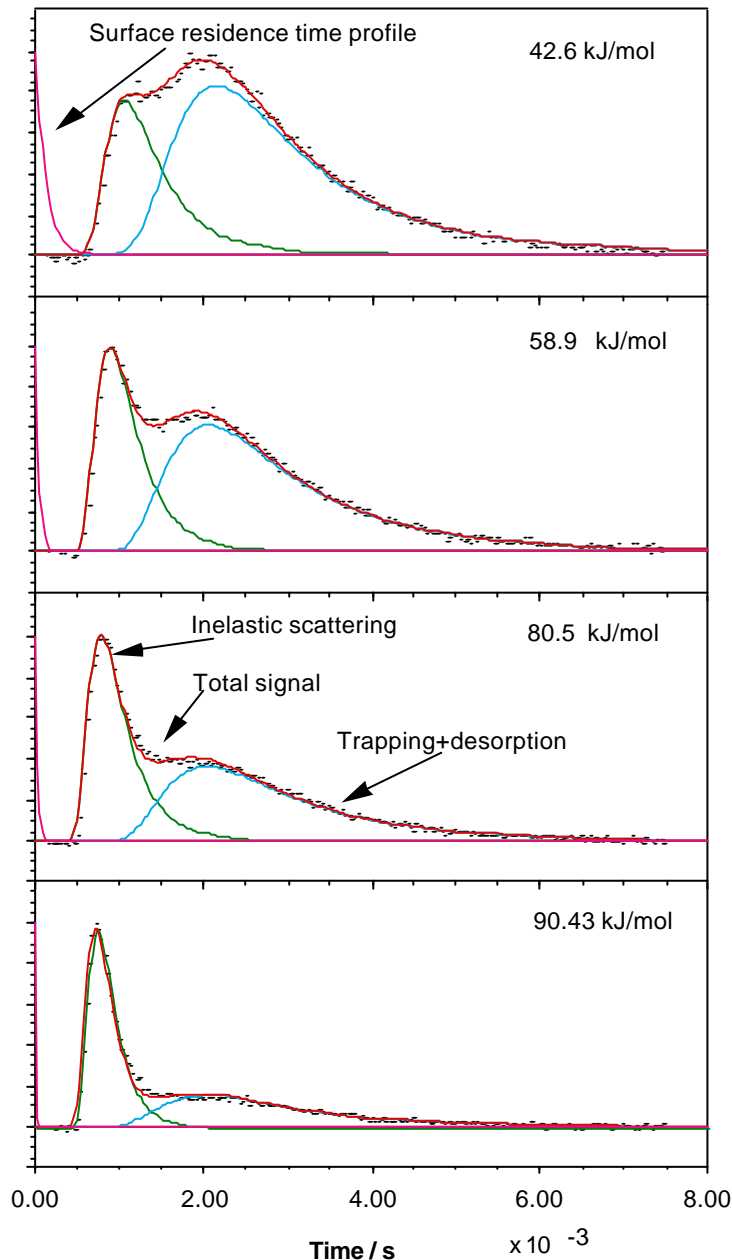 Surface residence time profile
42.6 kJ/mol
58.9 kJ/mol
Inelastic scattering
80.5 kJ/mol
Total signal
Trapping+desorption
90.43 kJ/mol
0.00 2.00 4.00 6.00 8.00
Time / s x 10 -3